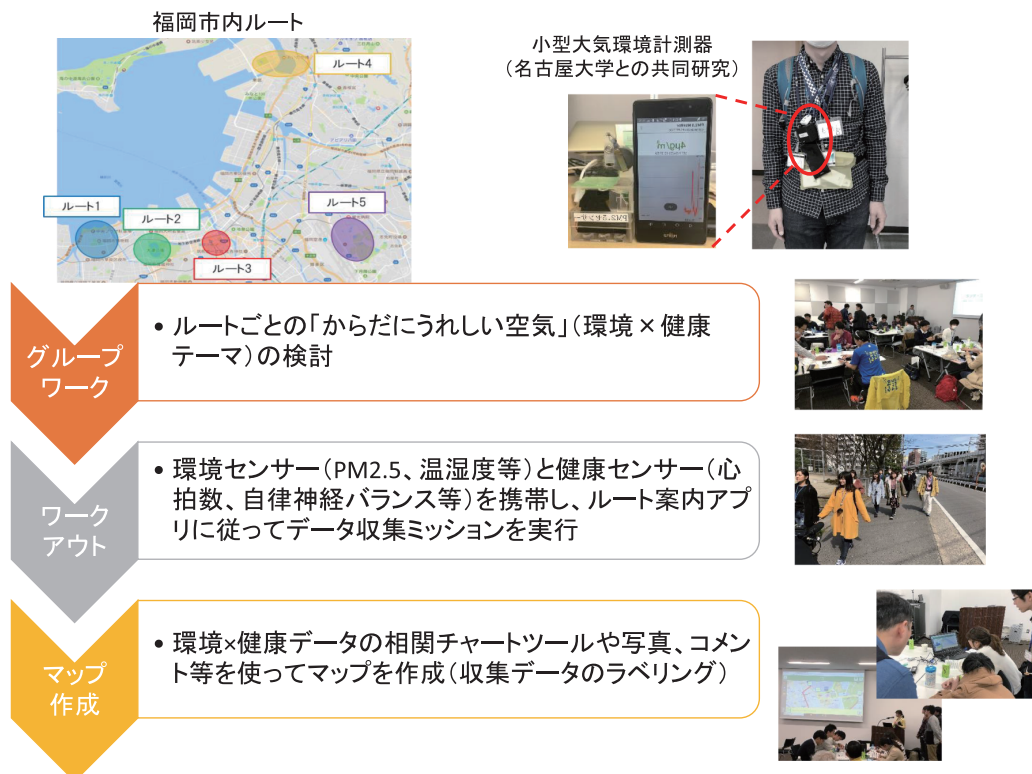 福岡市内ルート
ルート4
ルート1
ルート2
ルート5
ルート3
小型大気環境計測器
（名古屋大学との共同研究）
4μg/m³
グループ
ワーク
• ルートごとの「からだにうれしい空気」（環境×健康
テーマ）の検討
ワーク
アウト
• 環境センサー（PM2.5、温湿度等）と健康センサー（心
拍数、自律神経バランス等）を携帯し、ルート案内アプ
リに従ってデータ収集ミッションを実行
マップ
作成
• 環境×健康データの相関チャートツールや写真、コメン
ト等を使ってマップを作成（収集データのラベリング）